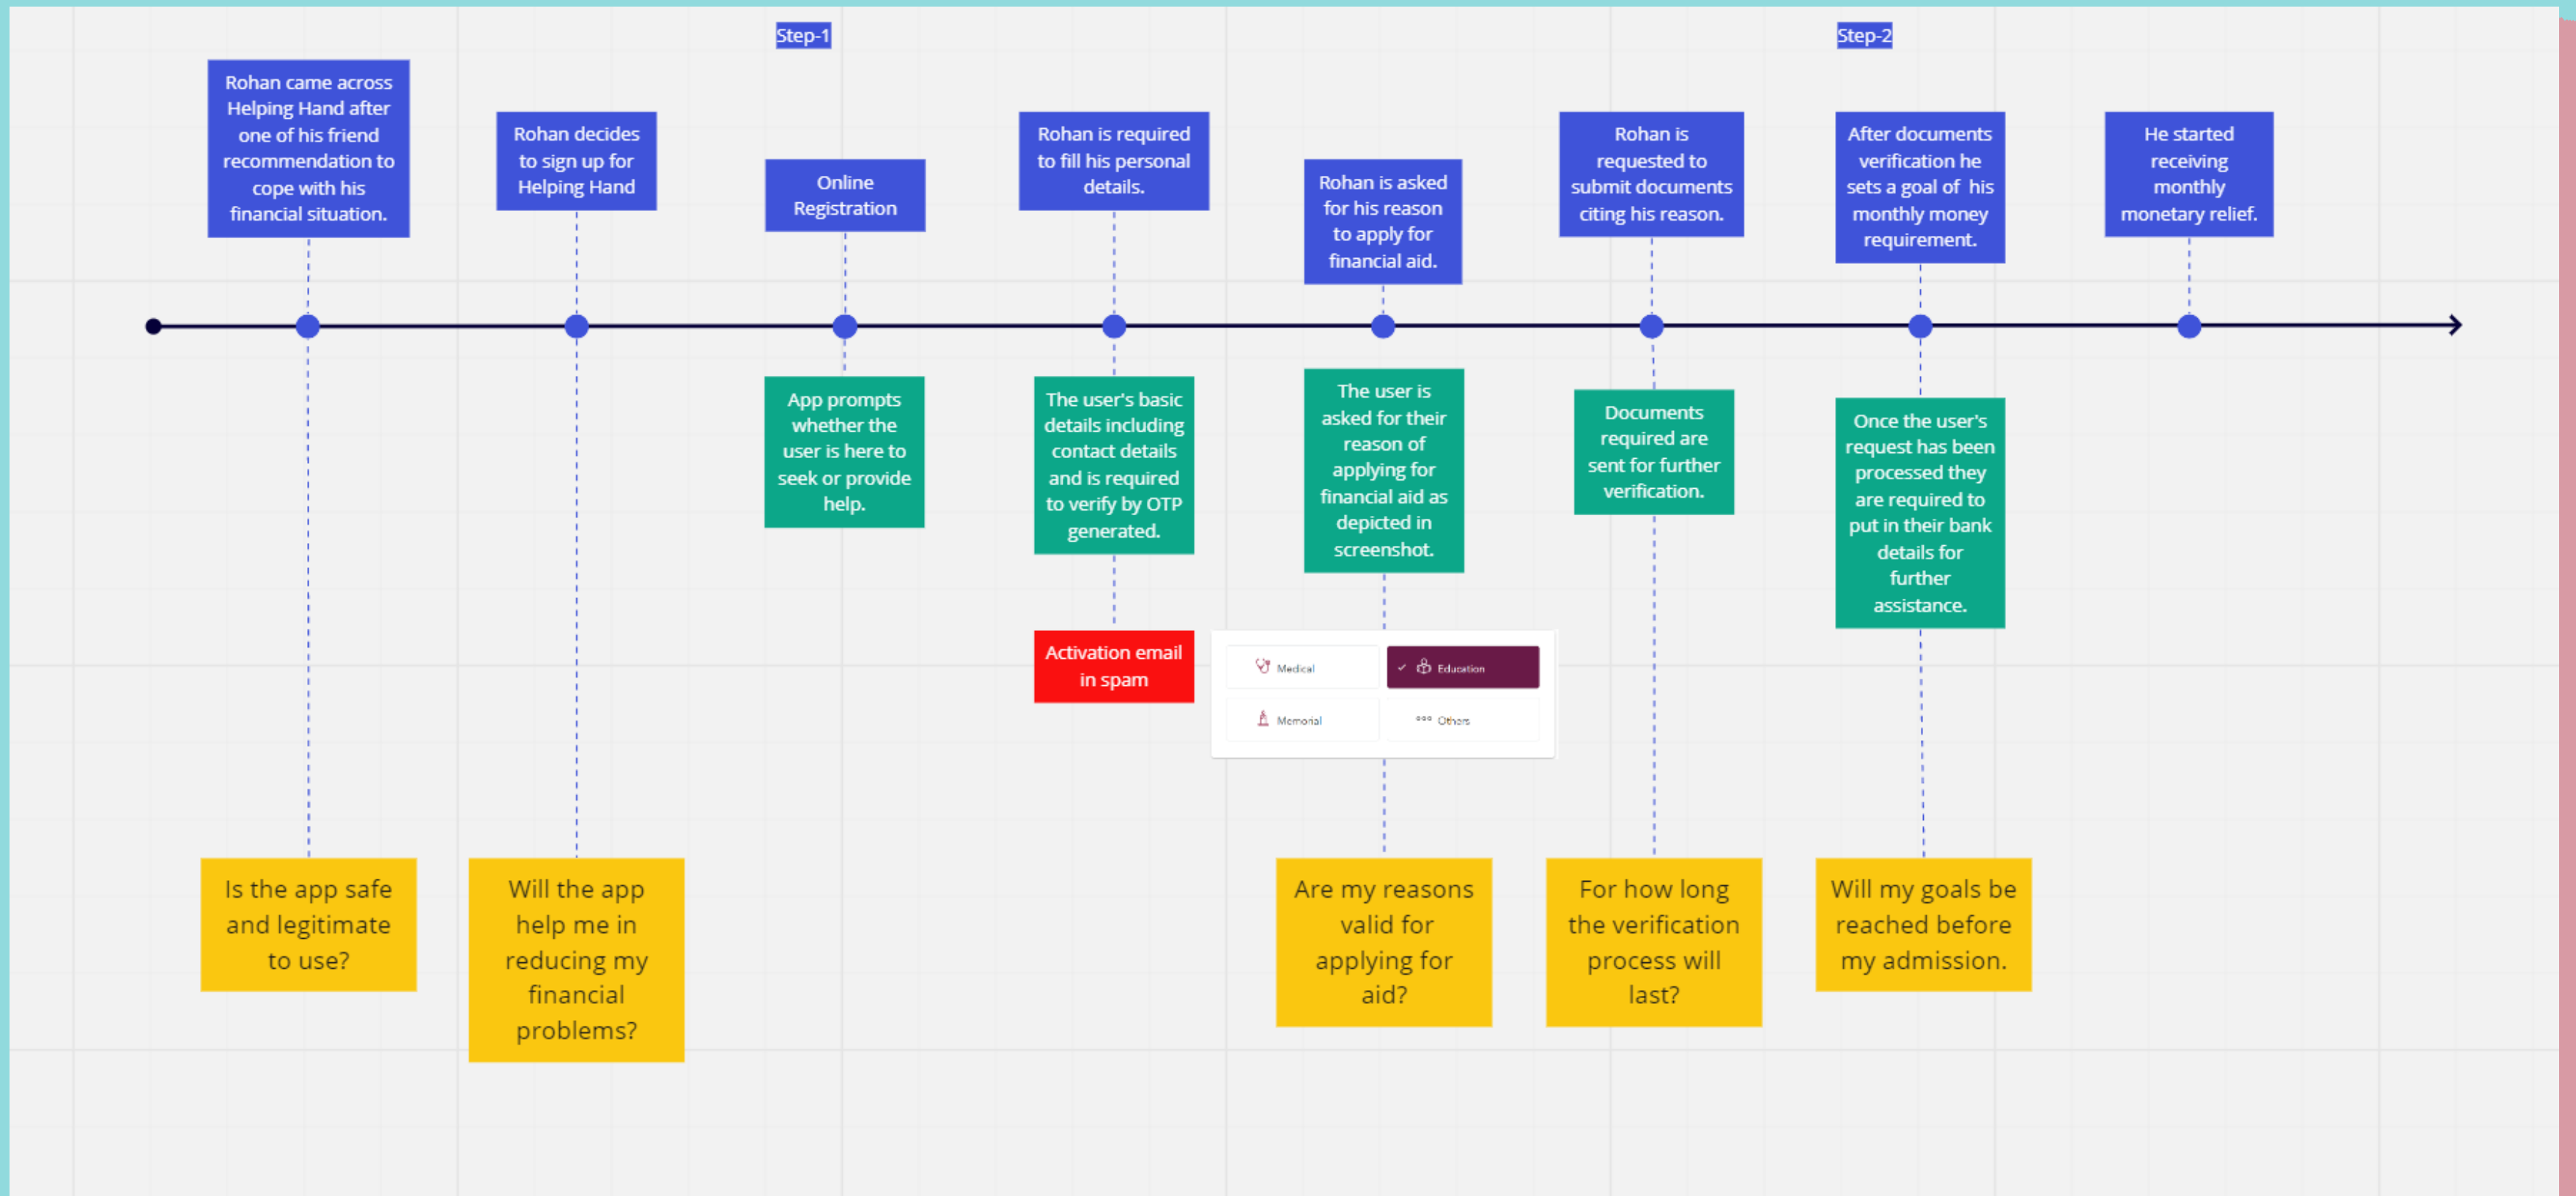 Step-1
Step-2
Rohan came across
Helping Hand after
one of his friend
recommendation to
cope with his
financial situation.
Rohan decides
to sign up for
Helping Hand
Online
Registration
Rohan is required
to fill his personal
details.
Rohan is asked
for his reason
to apply for
financial aid.
Rohan is
requested to
submit documents
citing his reason.
After documents
verification he
sets a goal of his
monthly money
requirement.
He started
receiving
monthly
monetary relief.
App prompts
whether the
user is here to
seek or provide
help.
The user's basic
details including
contact details
and is required
to verify by OTP
generated.
The user is
asked for their
reason of
applying for
financial aid as
depicted in
screenshot.
Documents
required are
sent for further
verification.
Once the user's
request has been
processed they
are required to
put in their bank
details for
further
assistance.
Activation email
in spam
Medical
Education
Memorial
Others
Is the app safe
and legitimate
to use?
Will the app
help me in
reducing my
financial
problems?
Are my reasons
valid for
applying for
aid?
For how long
the verification
process will
last?
Will my goals be
reached before
my admission.